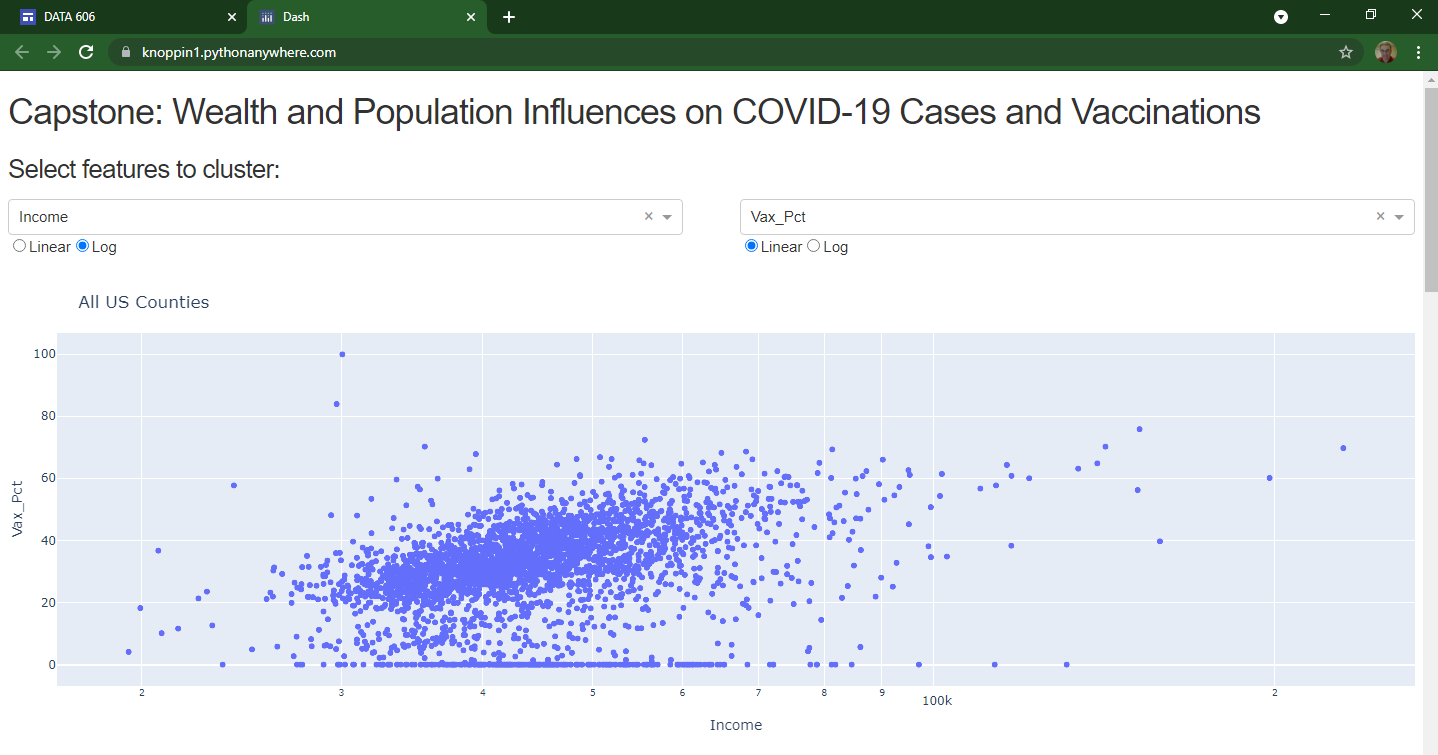 DATA 606
Dash
knoppin1.pythonanywhere.com
Capstone: Wealth and Population Influences on COVID-19 Cases and Vaccinations
Select features to cluster:
Income
Vax_Pct
Linear Log
Linear Log
All US Counties
100
80
60
40
20
0
Vax_Pct
2 3 4 5 6 7 8 9 100k 2
Income